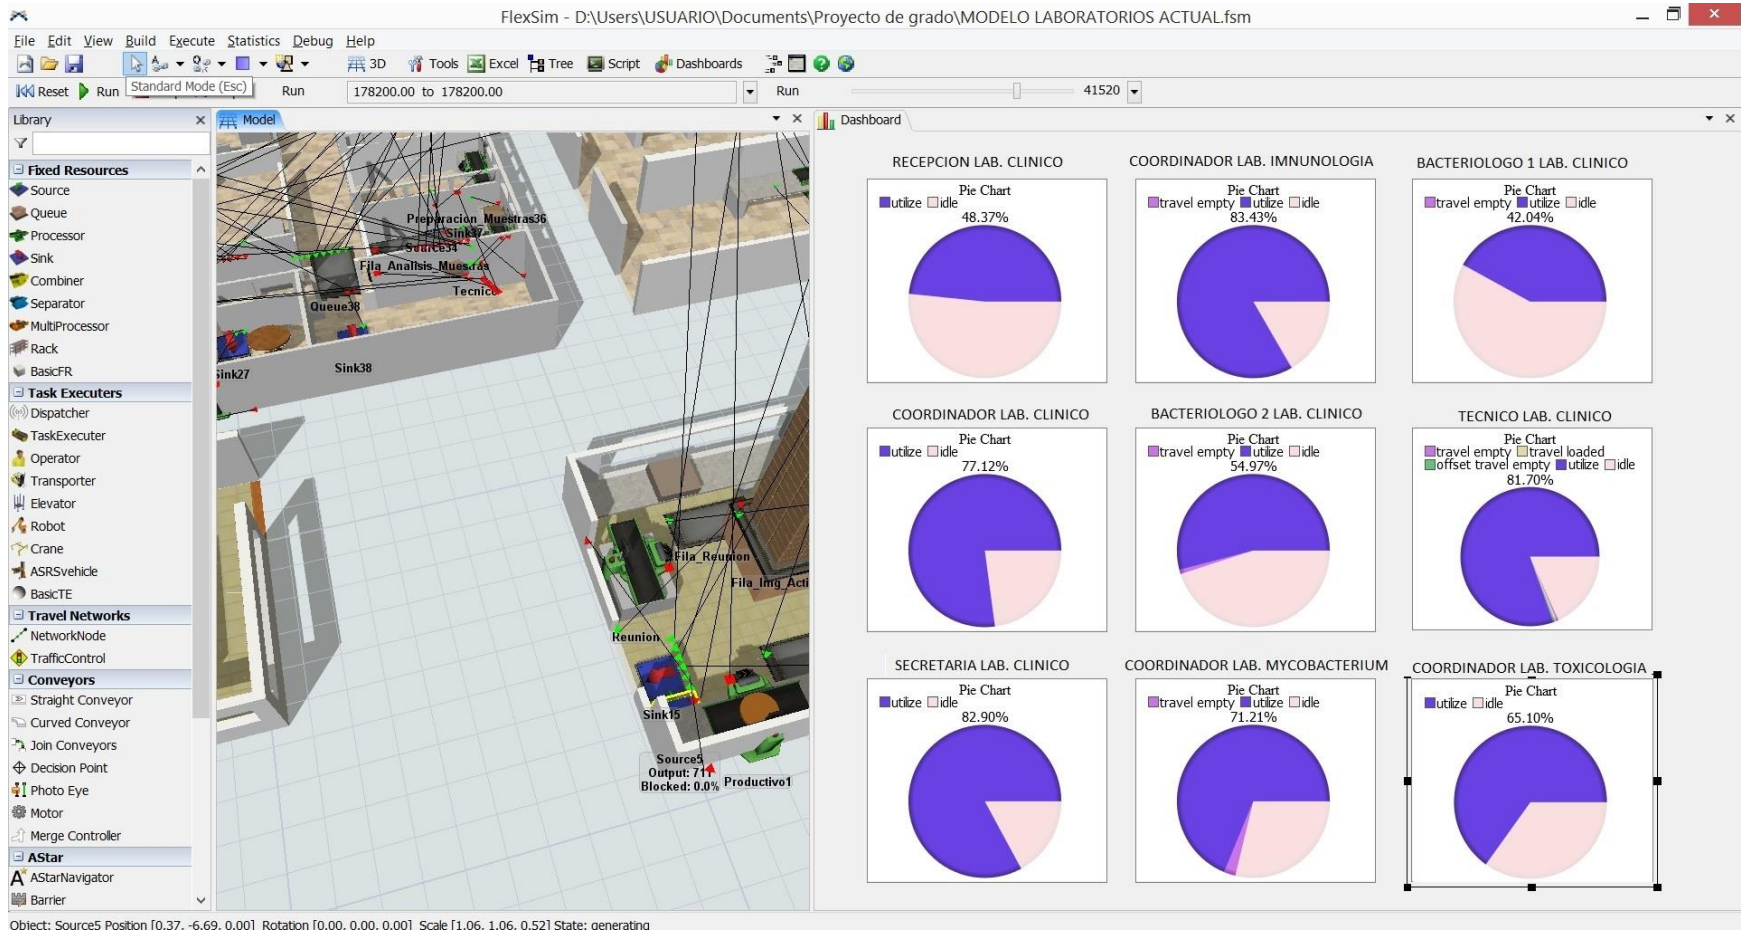 FlexSim - D:\Users\USUARIO\Documents\Proyecto de grado\MODELO LABORATORIOS ACTUAL.fsm
File Edit View Build Execute Statistics Debug Help
3D Tools Excel Tree Script Dashboards
Reset Run Standard Mode (Esc) Run 178200.00 to 178200.00 Run 41520
Library
Fixed Resources
Source
Queue
Processor
Sink
Combiner
Separator
MultiProcessor
Rack
BasicFR
Task Executers
Dispatcher
TaskExecuter
Operator
Transporter
Elevator
Robot
Crane
ASRSvehicle
BasicTE
Travel Networks
NetworkNode
TrafficControl
Conveyors
Straight Conveyor
Curved Conveyor
Join Conveyors
Decision Point
Photo Eye
Motor
Merge Controller
AStar
AStarNavigator
Barrier
Model
Preparacion_Muestras36
Sink37
Source34
Fila_Analisis_Muestras
Tecnico
Queue38
Sink27
Sink38
Fila_Reunion
Fila_Img_Acti
Reunion
Sink15
Source5
Output: 711
Blocked: 0.0%
Productivo1
Dashboard
RECEPCION LAB. CLINICO
Pie Chart
utilize idle
48.37%
COORDINADOR LAB. IMNUNOLOGIA
Pie Chart
travel empty utilize idle
83.43%
BACTERIOLOGO 1 LAB. CLINICO
Pie Chart
travel empty utilize idle
42.04%
COORDINADOR LAB. CLINICO
Pie Chart
utilize idle
77.12%
BACTERIOLOGO 2 LAB. CLINICO
Pie Chart
travel empty utilize idle
54.97%
TECNICO LAB. CLINICO
Pie Chart
travel empty travel loaded
offset travel empty utilize idle
81.70%
SECRETARIA LAB. CLINICO
Pie Chart
utilize idle
82.90%
COORDINADOR LAB. MYCOBACTERIUM
Pie Chart
travel empty utilize idle
71.21%
COORDINADOR LAB. TOXICOLOGIA
Pie Chart
utilize idle
65.10%
Object: Source5 Position [0.37, -6.69, 0.00] Rotation [0.00, 0.00, 0.00] Scale [1.06, 1.06, 0.52] State: generating